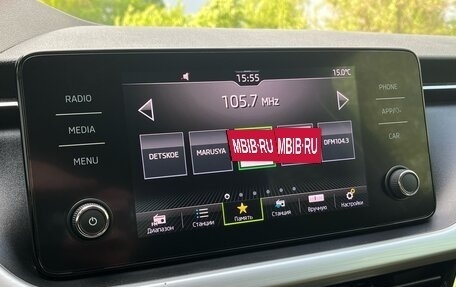 15:55
15.0°C
RADIO
PHONE
105.7 MHz
MEDIA
APP/⌕
DETSKOE
MARUSYA
MBIB·RU
MBIB·RU
DFM104.3
MENU
CAR
Диапазон
Станции
Память
Станция
Вручную
Настройки